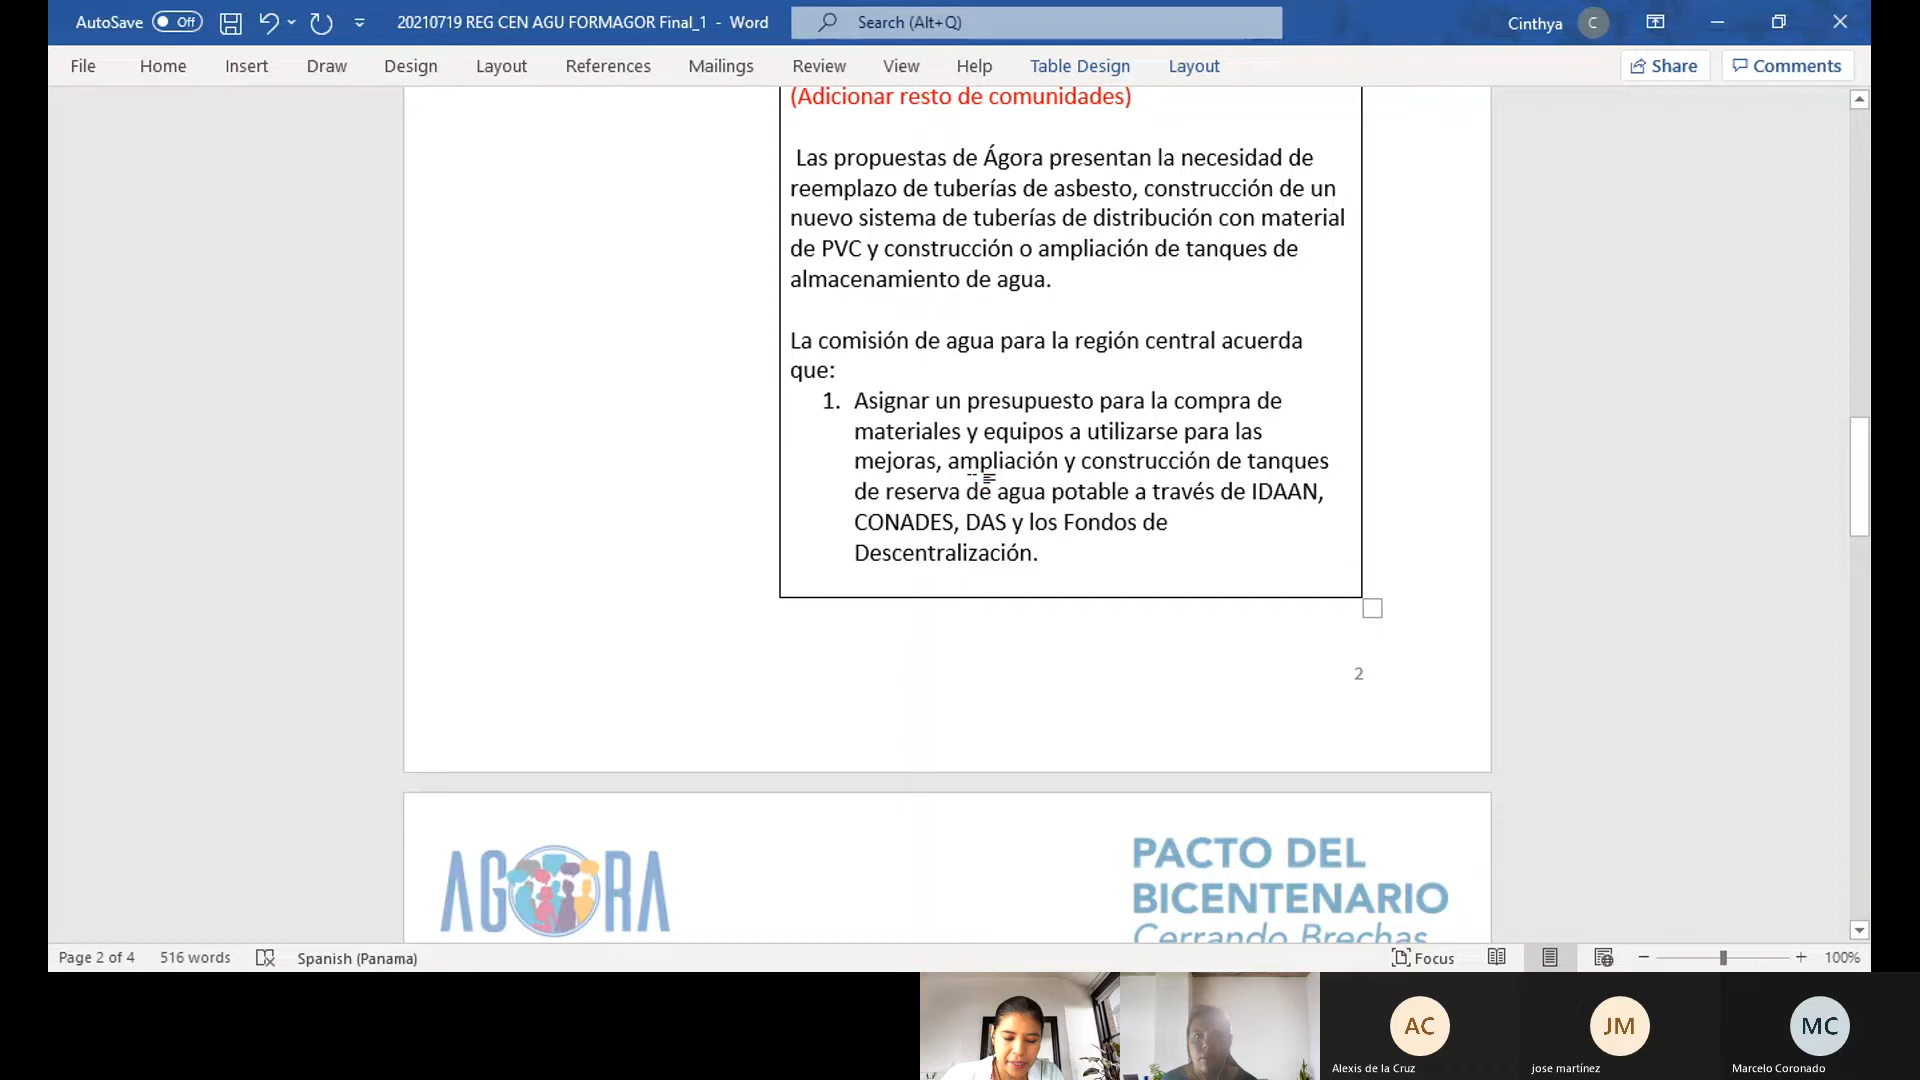 AutoSave Off 20210719 REG CEN AGU FORMAGOR Final_1 - Word Search (Alt+Q) Cinthya C
File Home Insert Draw Design Layout References Mailings Review View Help Table Design Layout Share Comments
(Adicionar resto de comunidades)
Las propuestas de Ágora presentan la necesidad de
reemplazo de tuberías de asbesto, construcción de un
nuevo sistema de tuberías de distribución con material
de PVC y construcción o ampliación de tanques de
almacenamiento de agua.
La comisión de agua para la región central acuerda
que:
1. Asignar un presupuesto para la compra de
materiales y equipos a utilizarse para las
mejoras, ampliación y construcción de tanques
de reserva de agua potable a través de IDAAN,
CONADES, DAS y los Fondos de
Descentralización.
2
AGORA
PACTO DEL
BICENTENARIO
Cerrando Brechas
Page 2 of 4 516 words Spanish (Panama) Focus 100%
AC JM MC
Alexis de la Cruz jose martínez Marcelo Coronado